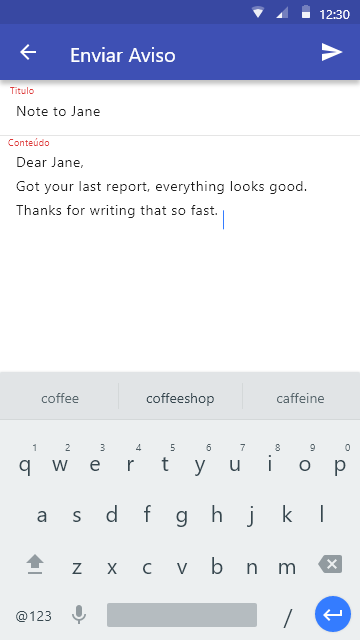 12:30
Enviar Aviso
Título
Note to Jane
Conteúdo
Dear Jane,
Got your last report, everything looks good.
Thanks for writing that so fast.
coffee coffeeshop caffeine
1 2 3 4 5 6 7 8 9 0
q w e r t y u i o p
a s d f g h j k l
z x c v b n m
@123 /